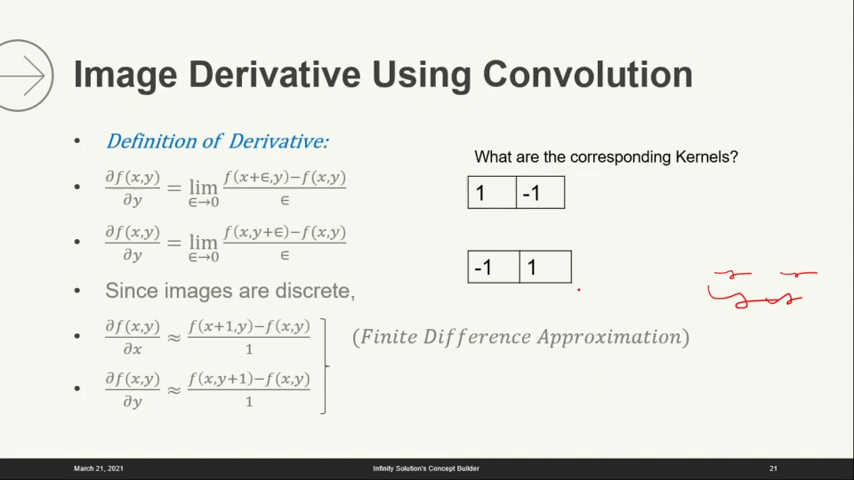 Image Derivative Using Convolution
• Definition of Derivative:
• ∂f(x,y)/∂y = lim ∈→0 f(x+∈,y)−f(x,y)/∈
• ∂f(x,y)/∂y = lim ∈→0 f(x,y+∈)−f(x,y)/∈
• Since images are discrete,
• ∂f(x,y)/∂x ≈ f(x+1,y)−f(x,y)/1
• ∂f(x,y)/∂y ≈ f(x,y+1)−f(x,y)/1
(Finite Difference Approximation)
What are the corresponding Kernels?
1 -1
-1 1
March 21, 2021 Infinity Solution's Concept Builder 21